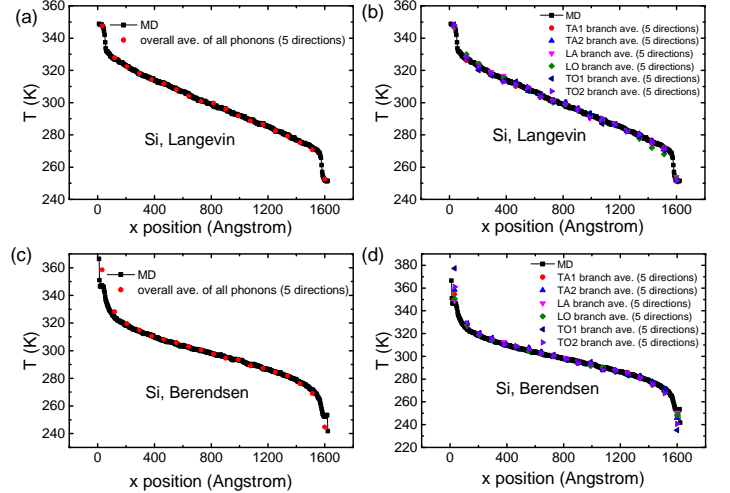 (a)
MD
overall ave. of all phonons (5 directions)
T (K)
360
340
320
300
280
260
240
Si, Langevin
0 400 800 1200 1600
x position (Angstrom)
(b)
MD
TA1 branch ave. (5 directions)
TA2 branch ave. (5 directions)
LA branch ave. (5 directions)
LO branch ave. (5 directions)
TO1 branch ave. (5 directions)
TO2 branch ave. (5 directions)
T (K)
360
340
320
300
280
260
240
Si, Langevin
0 400 800 1200 1600
x position (Angstrom)
(c)
MD
overall ave. of all phonons (5 directions)
T (K)
360
340
320
300
280
260
240
Si, Berendsen
0 400 800 1200 1600
x position (Angstrom)
(d)
MD
TA1 branch ave. (5 directions)
TA2 branch ave. (5 directions)
LA branch ave. (5 directions)
LO branch ave. (5 directions)
TO1 branch ave. (5 directions)
TO2 branch ave. (5 directions)
T (K)
380
360
340
320
300
280
260
240
220
Si, Berendsen
0 400 800 1200 1600
x position (Angstrom)